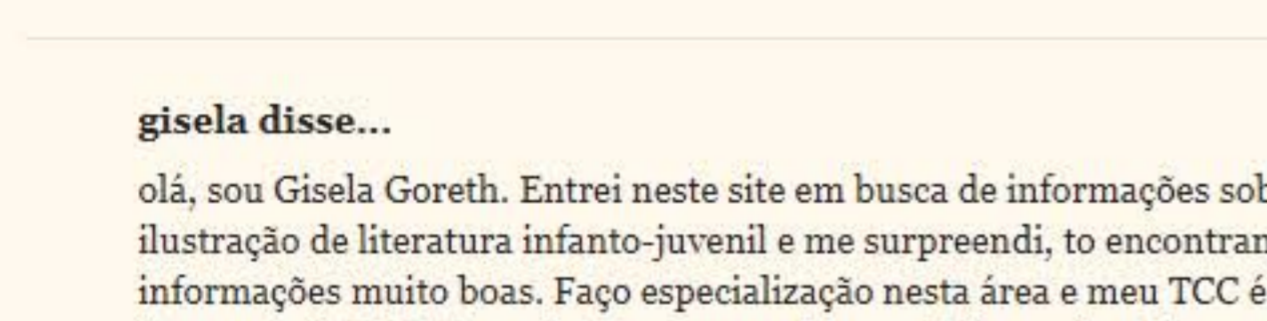 gisela disse...
olá, sou Gisela Goreth. Entrei neste site em busca de informações sob
ilustração de literatura infanto-juvenil e me surpreendi, to encontran
informações muito boas. Faço especialização nesta área e meu TCC é